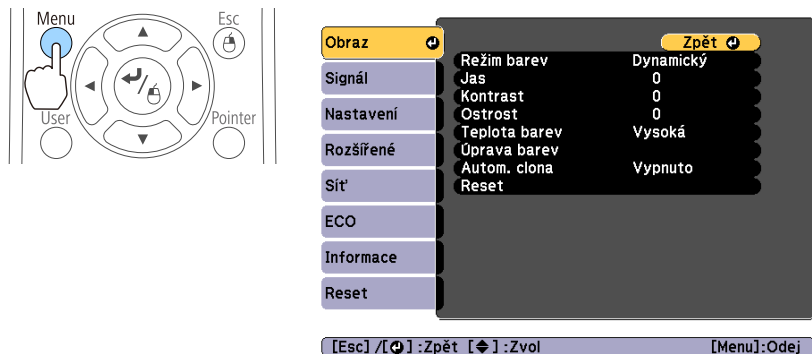 Menu
Esc
User
Pointer
Obraz
Signál
Nastavení
Rozšířené
Síť
ECO
Informace
Reset
Zpět
Režim barev Dynamický
Jas 0
Kontrast 0
Ostrost 0
Teplota barev Vysoká
Úprava barev
Autom. clona Vypnuto
Reset
[Esc] /[ ] :Zpět [ ] :Zvol [Menu]:Odej